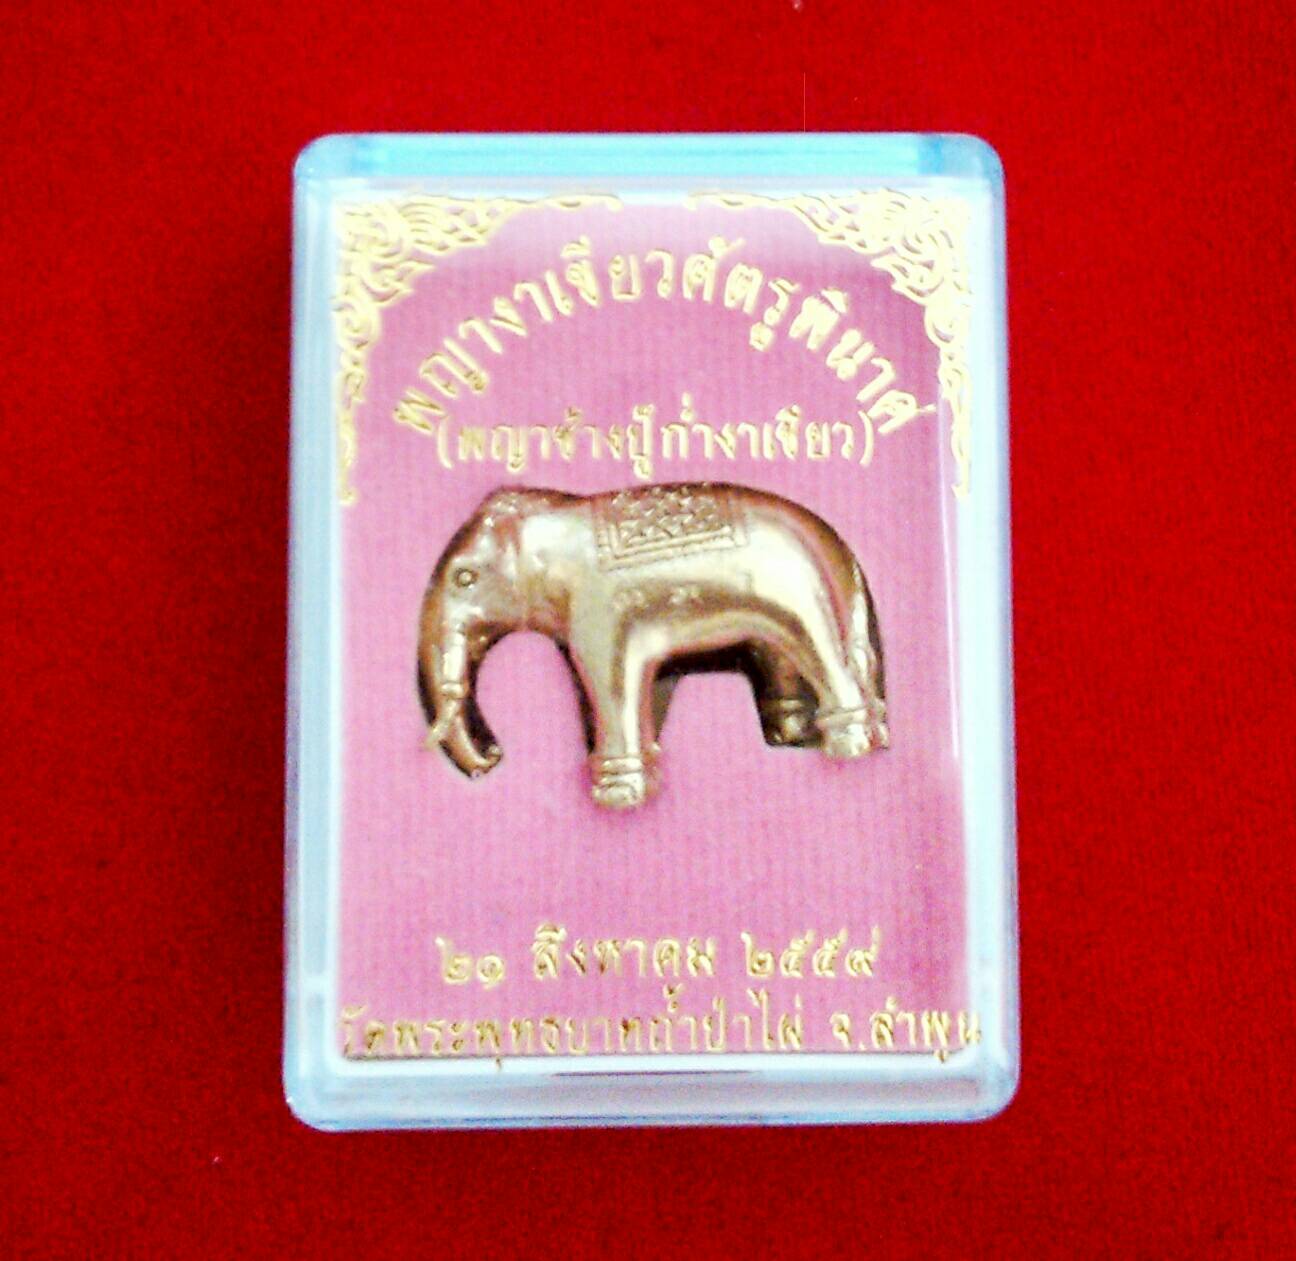 พญางาเขียวศัตรูพินาศ
(พญาช้างปู้ก่ำงาเขียว)
๒๑ สิงหาคม ๒๕๕๙
วัดพระพุทธบาทถ้ำป่าไผ่ จ.ลำพูน